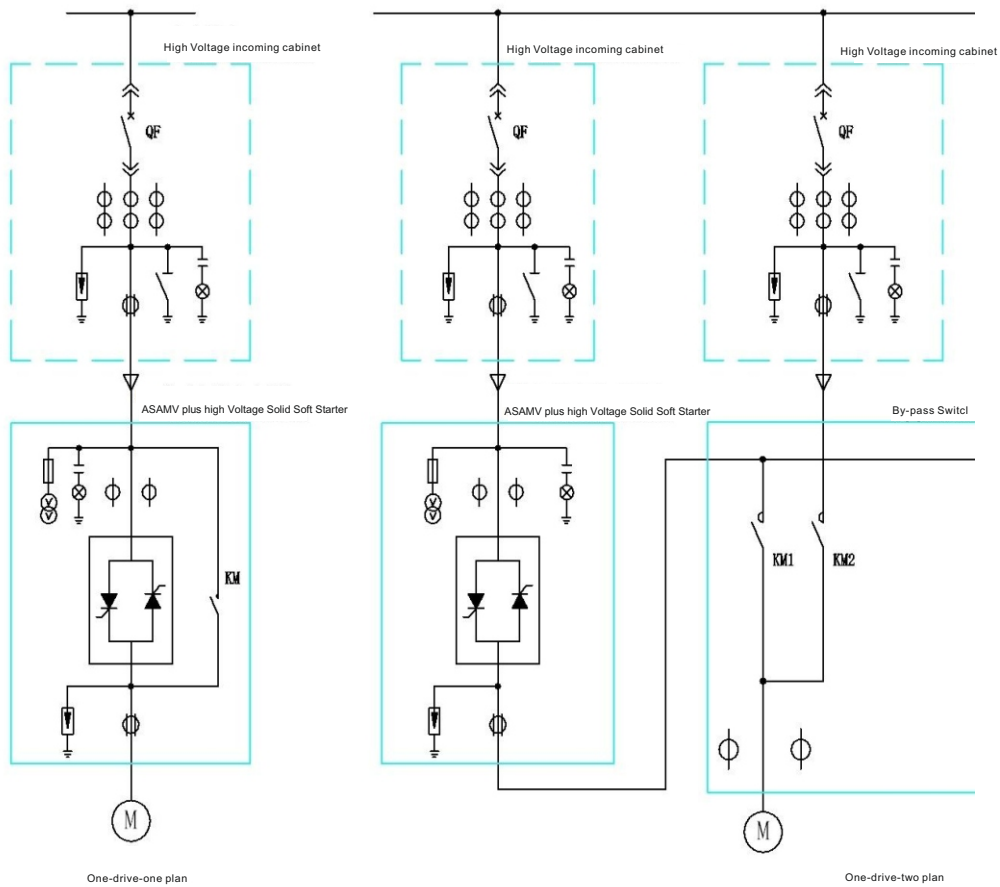 High Voltage incoming cabinet
High Voltage incoming cabinet
High Voltage incoming cabinet
QF
QF
QF
ASAMV plus high Voltage Solid Soft Starter
ASAMV plus high Voltage Solid Soft Starter
By-pass Switcl
V
V
V
V
KM1
KM2
KM
M
M
One-drive-one plan
One-drive-two plan